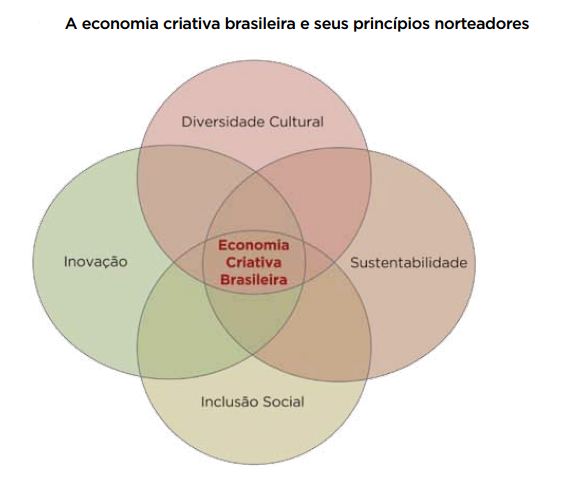 A economia criativa brasileira e seus princípios norteadores
Diversidade Cultural
Inovação
Economia
Criativa
Brasileira
Sustentabilidade
Inclusão Social